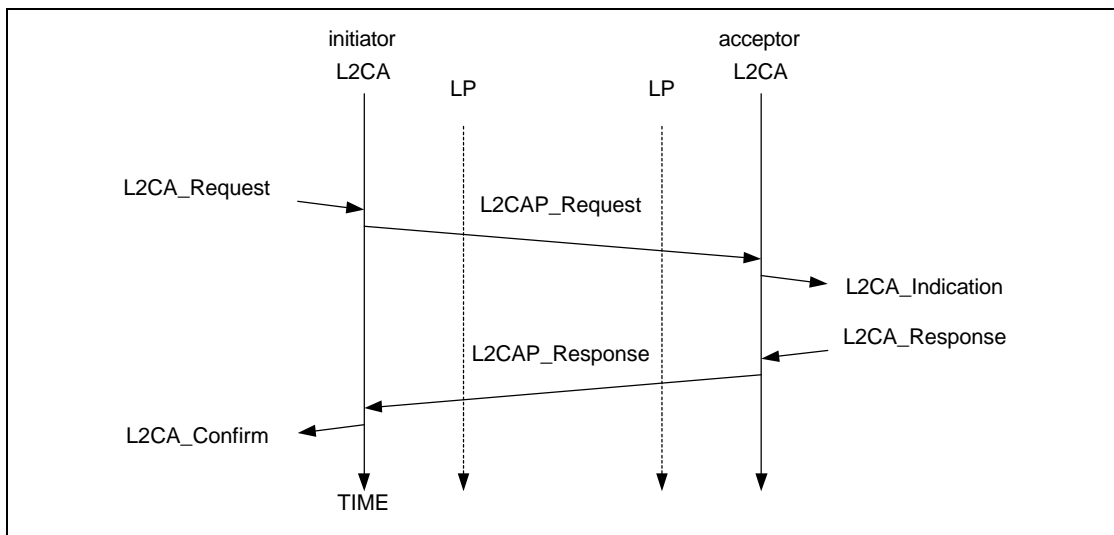 initiator
acceptor
L2CA
L2CA
LP
LP
L2CA_Request
L2CAP_Request
L2CA_Indication
L2CA_Response
L2CAP_Response
L2CA_Confirm
TIME